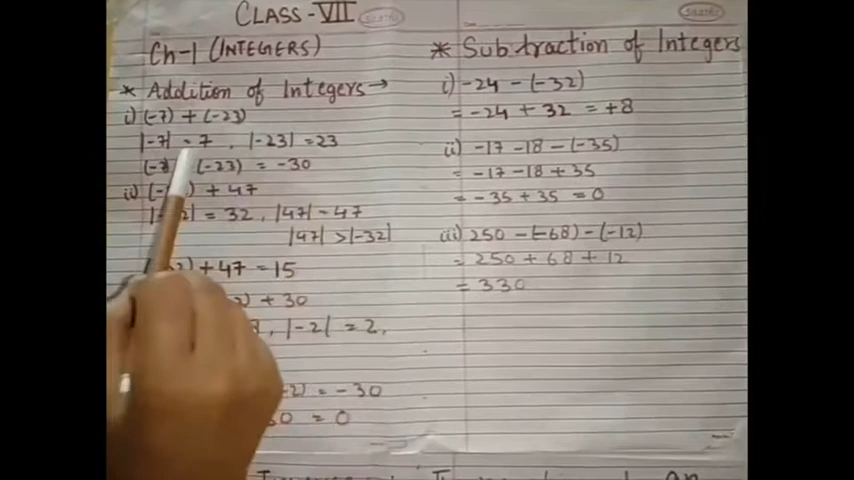 CLASS-VII
Ch-1 (INTEGERS)
* Addition of Integers →
i) (-7) + (-23)
|-7| = 7, |-23| = 23
(-23) = -30
ii) + 47
= 32, |47| = 47
|47| > |-32|
+ 47 = 15
+ 30
, |-2| = 2,
= -30
= 0
* Subtraction of Integers
i) -24 - (-32)
= -24 + 32 = +8
ii) -17 -18 - (-35)
= -17 - 18 + 35
= -35 + 35 = 0
iii) 250 - (-68) - (-12)
= 250 + 68 + 12
= 330